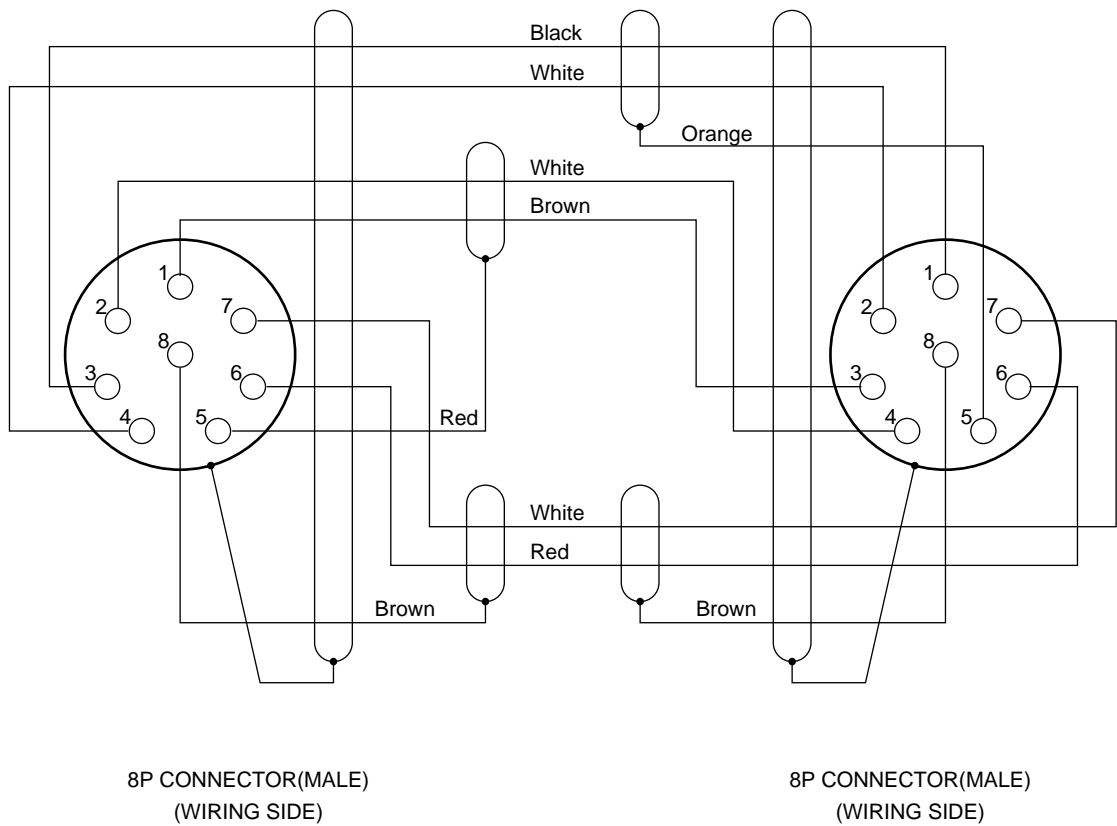 Black
White
Orange
White
Brown
1
2
7
8
3
6
4
5
Red
1
2
7
8
3
6
4
5
White
Red
Brown
Brown
8P CONNECTOR(MALE)
(WIRING SIDE)
8P CONNECTOR(MALE)
(WIRING SIDE)